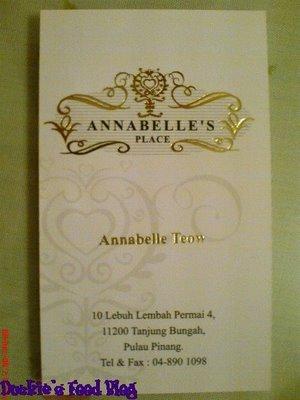 ANNABELLE'S
PLACE
Annabelle Teow
10 Lebuh Lembah Permai 4,
11200 Tanjung Bungah,
Pulau Pinang.
Tel & Fax : 04-890 1098
Duckie's Food Blog